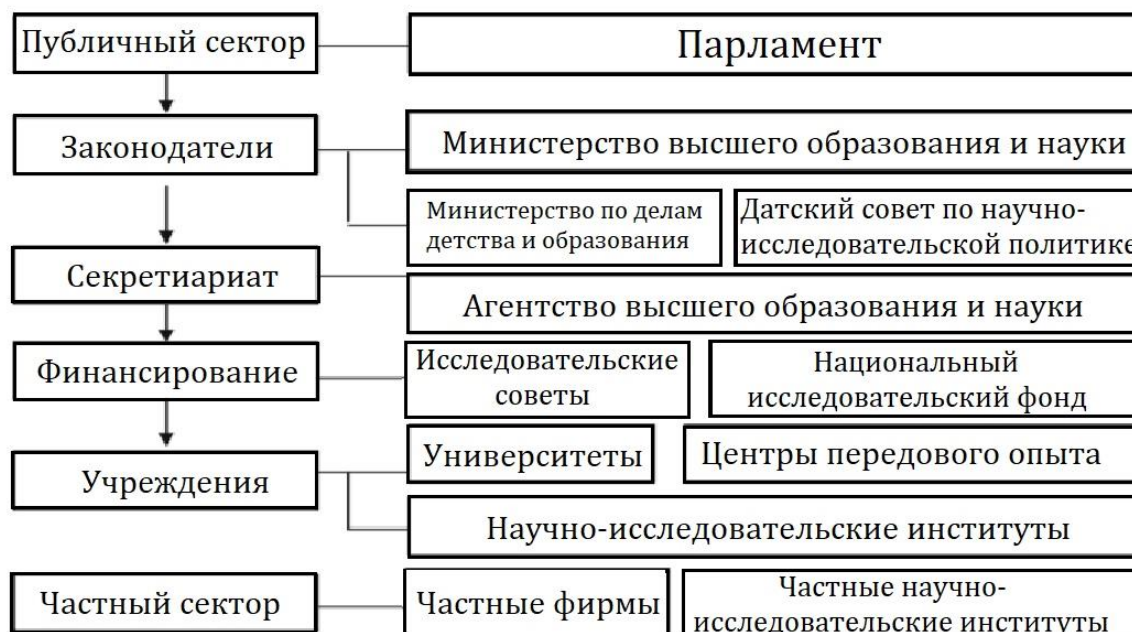 Публичный сектор
Парламент
Законодатели
Министерство высшего образования и науки
Министерство по делам
детства и образования
Датский совет по научно-
исследовательской политике
Секретиариат
Агентство высшего образования и науки
Финансирование
Исследовательские
советы
Национальный
исследовательский фонд
Учреждения
Университеты
Центры передового опыта
Научно-исследовательские институты
Частный сектор
Частные фирмы
Частные научно-
исследовательские институты